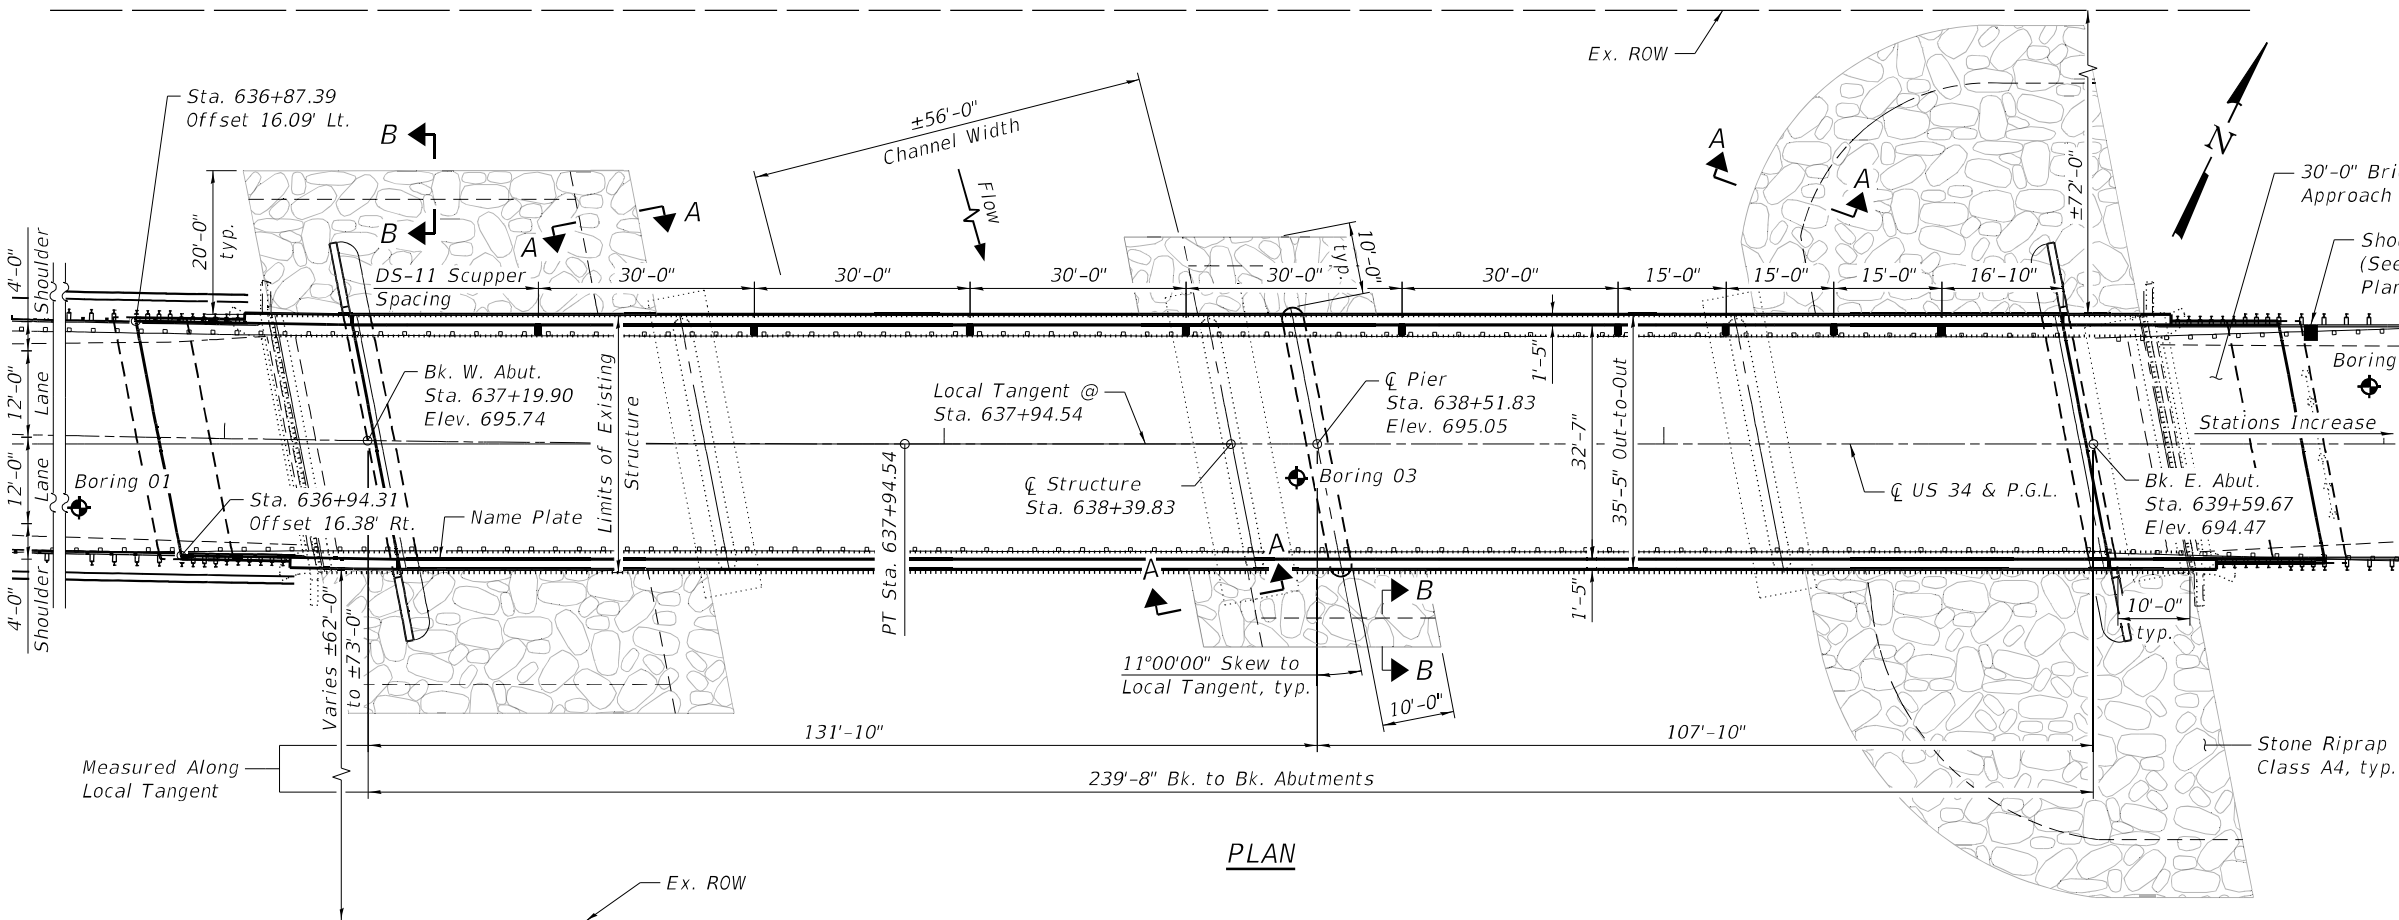 Ex. ROW
Sta. 636+87.39
Offset 16.09' Lt.
B
±56'-0"
Channel Width
Flow
A
A
N
±72'-0"
30'-0" Bri
Approach
20'-0"
typ.
B
A
A
10'-0"
typ.
Shou
(See
Plan
4'-0"
Shoulder
DS-11 Scupper
Spacing
30'-0"
30'-0"
30'-0"
30'-0"
30'-0"
15'-0"
15'-0"
15'-0"
16'-10"
1'-5"
12'-0"
Lane
Bk. W. Abut.
Sta. 637+19.90
Elev. 695.74
Limits of Existing
Structure
Local Tangent @
Sta. 637+94.54
℄ Pier
Sta. 638+51.83
Elev. 695.05
32'-7"
35'-5" Out-to-Out
Boring
Stations Increase
12'-0"
Lane
Boring 01
Sta. 636+94.31
Offset 16.38' Rt.
Name Plate
PT Sta. 637+94.54
℄ Structure
Sta. 638+39.83
Boring 03
℄ US 34 & P.G.L.
Bk. E. Abut.
Sta. 639+59.67
Elev. 694.47
4'-0"
Shoulder
Varies ±62'-0"
to ±73'-0"
A
A
B
B
1'-5"
10'-0"
typ.
11°00'00" Skew to
Local Tangent, typ.
10'-0"
131'-10"
107'-10"
Measured Along
Local Tangent
239'-8" Bk. to Bk. Abutments
Stone Riprap
Class A4, typ.
PLAN
Ex. ROW